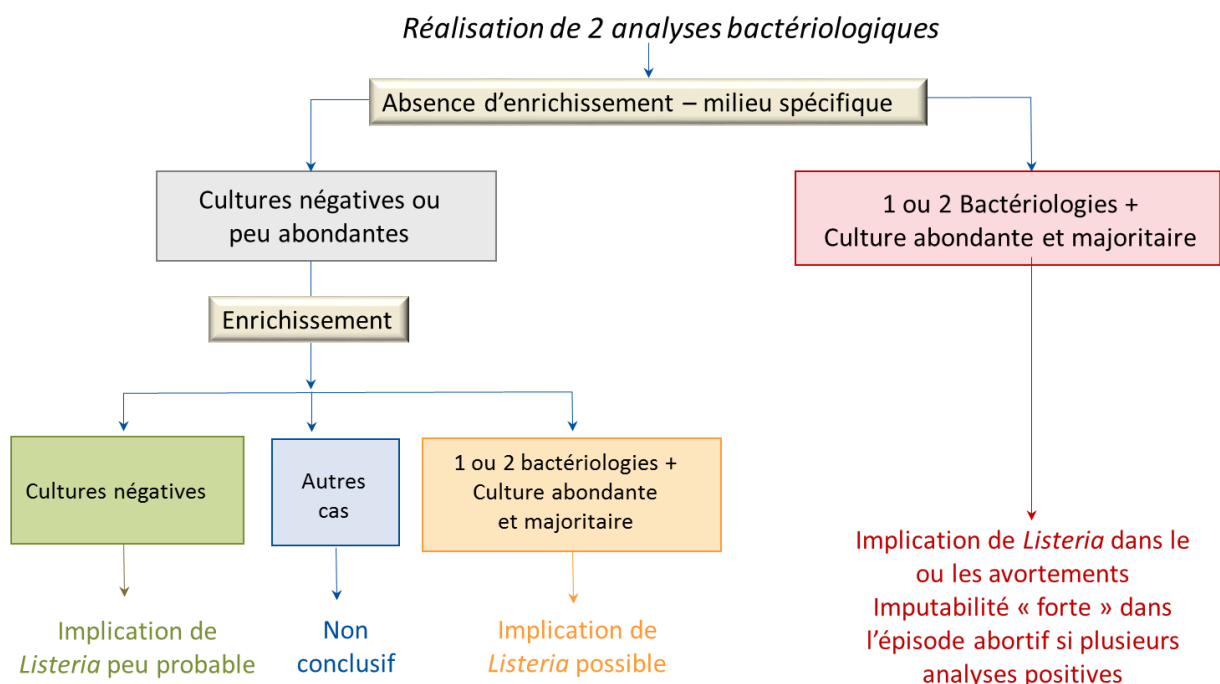 Réalisation de 2 analyses bactériologiques
Absence d’enrichissement – milieu spécifique
Cultures négatives ou
peu abondantes
1 ou 2 Bactériologies +
Culture abondante et majoritaire
Enrichissement
Cultures négatives
Autres
cas
1 ou 2 bactériologies +
Culture abondante
et majoritaire
Implication de
Listeria peu probable
Non
conclusif
Implication de
Listeria possible
Implication de Listeria dans le
ou les avortements
Imputabilité « forte » dans
l’épisode abortif si plusieurs
analyses positives